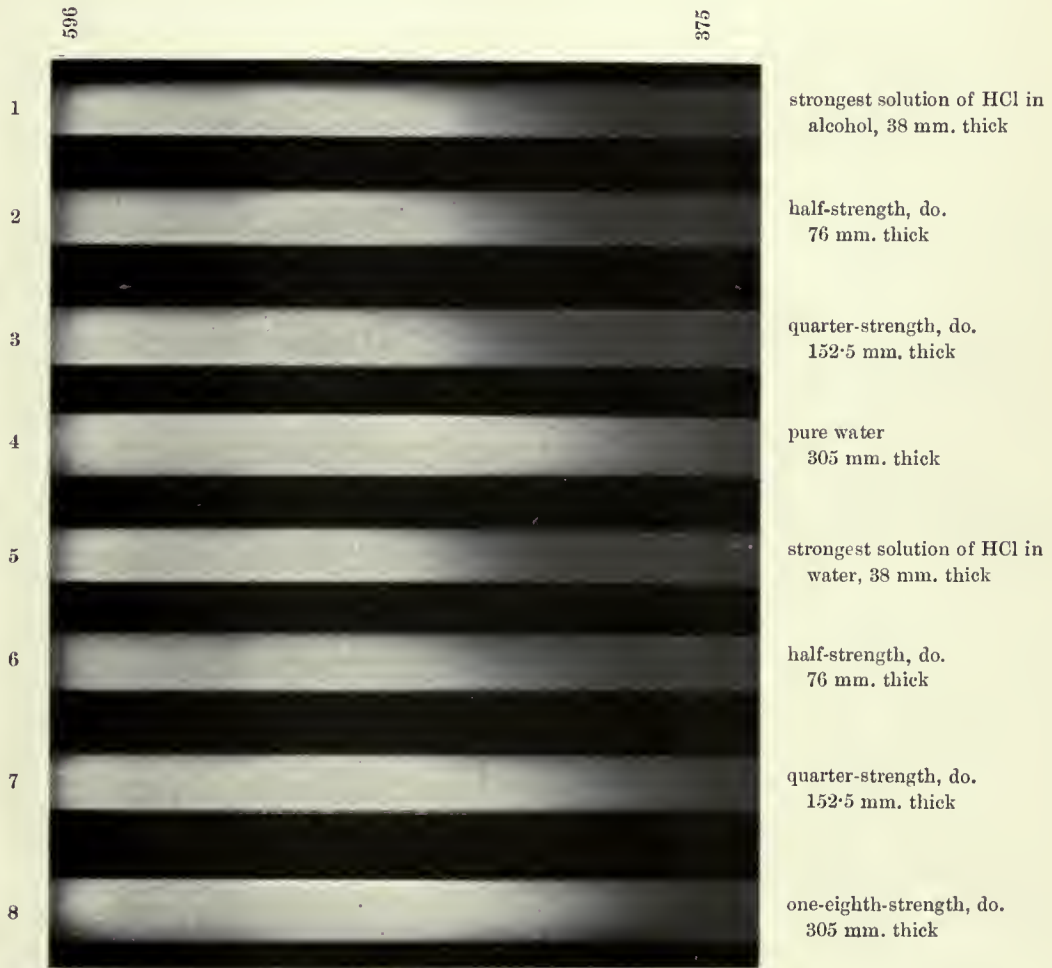 596
375
1
strongest solution of HCl in
alcohol, 38 mm. thick
2
half-strength, do.
76 mm. thick
3
quarter-strength, do.
152·5 mm. thick
4
pure water
305 mm. thick
5
strongest solution of HCl in
water, 38 mm. thick
6
half-strength, do.
76 mm. thick
7
quarter-strength, do.
152·5 mm. thick
8
one-eighth-strength, do.
305 mm. thick